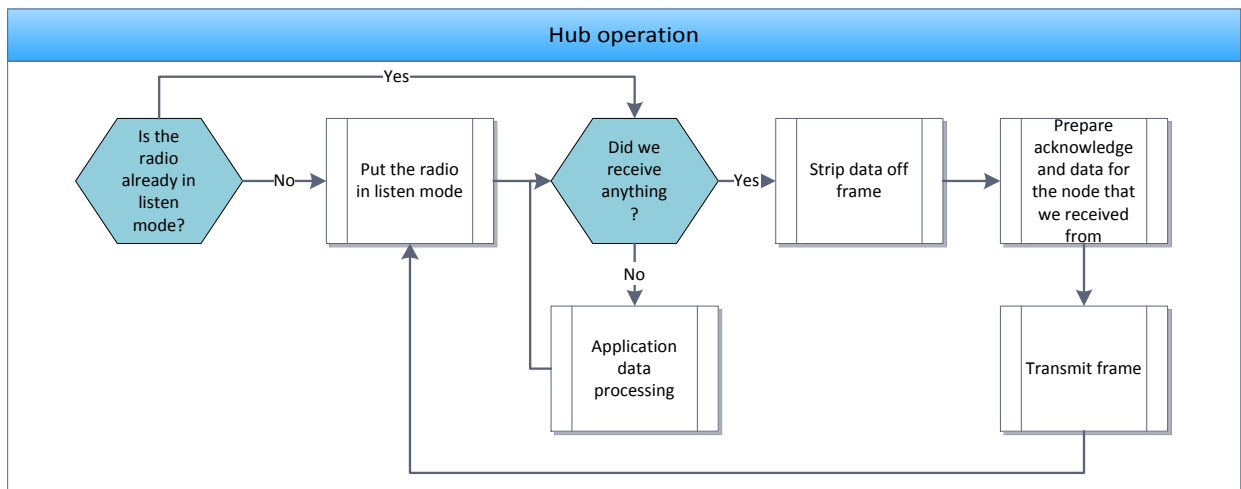 Hub operation
Yes
Is the
radio
already in
listen
mode?
No
Put the radio
in listen mode
Did we
receive
anything
?
Yes
Strip data off
frame
Prepare
acknowledge
and data for
the node that
we received
from
No
Application
data
processing
Transmit frame